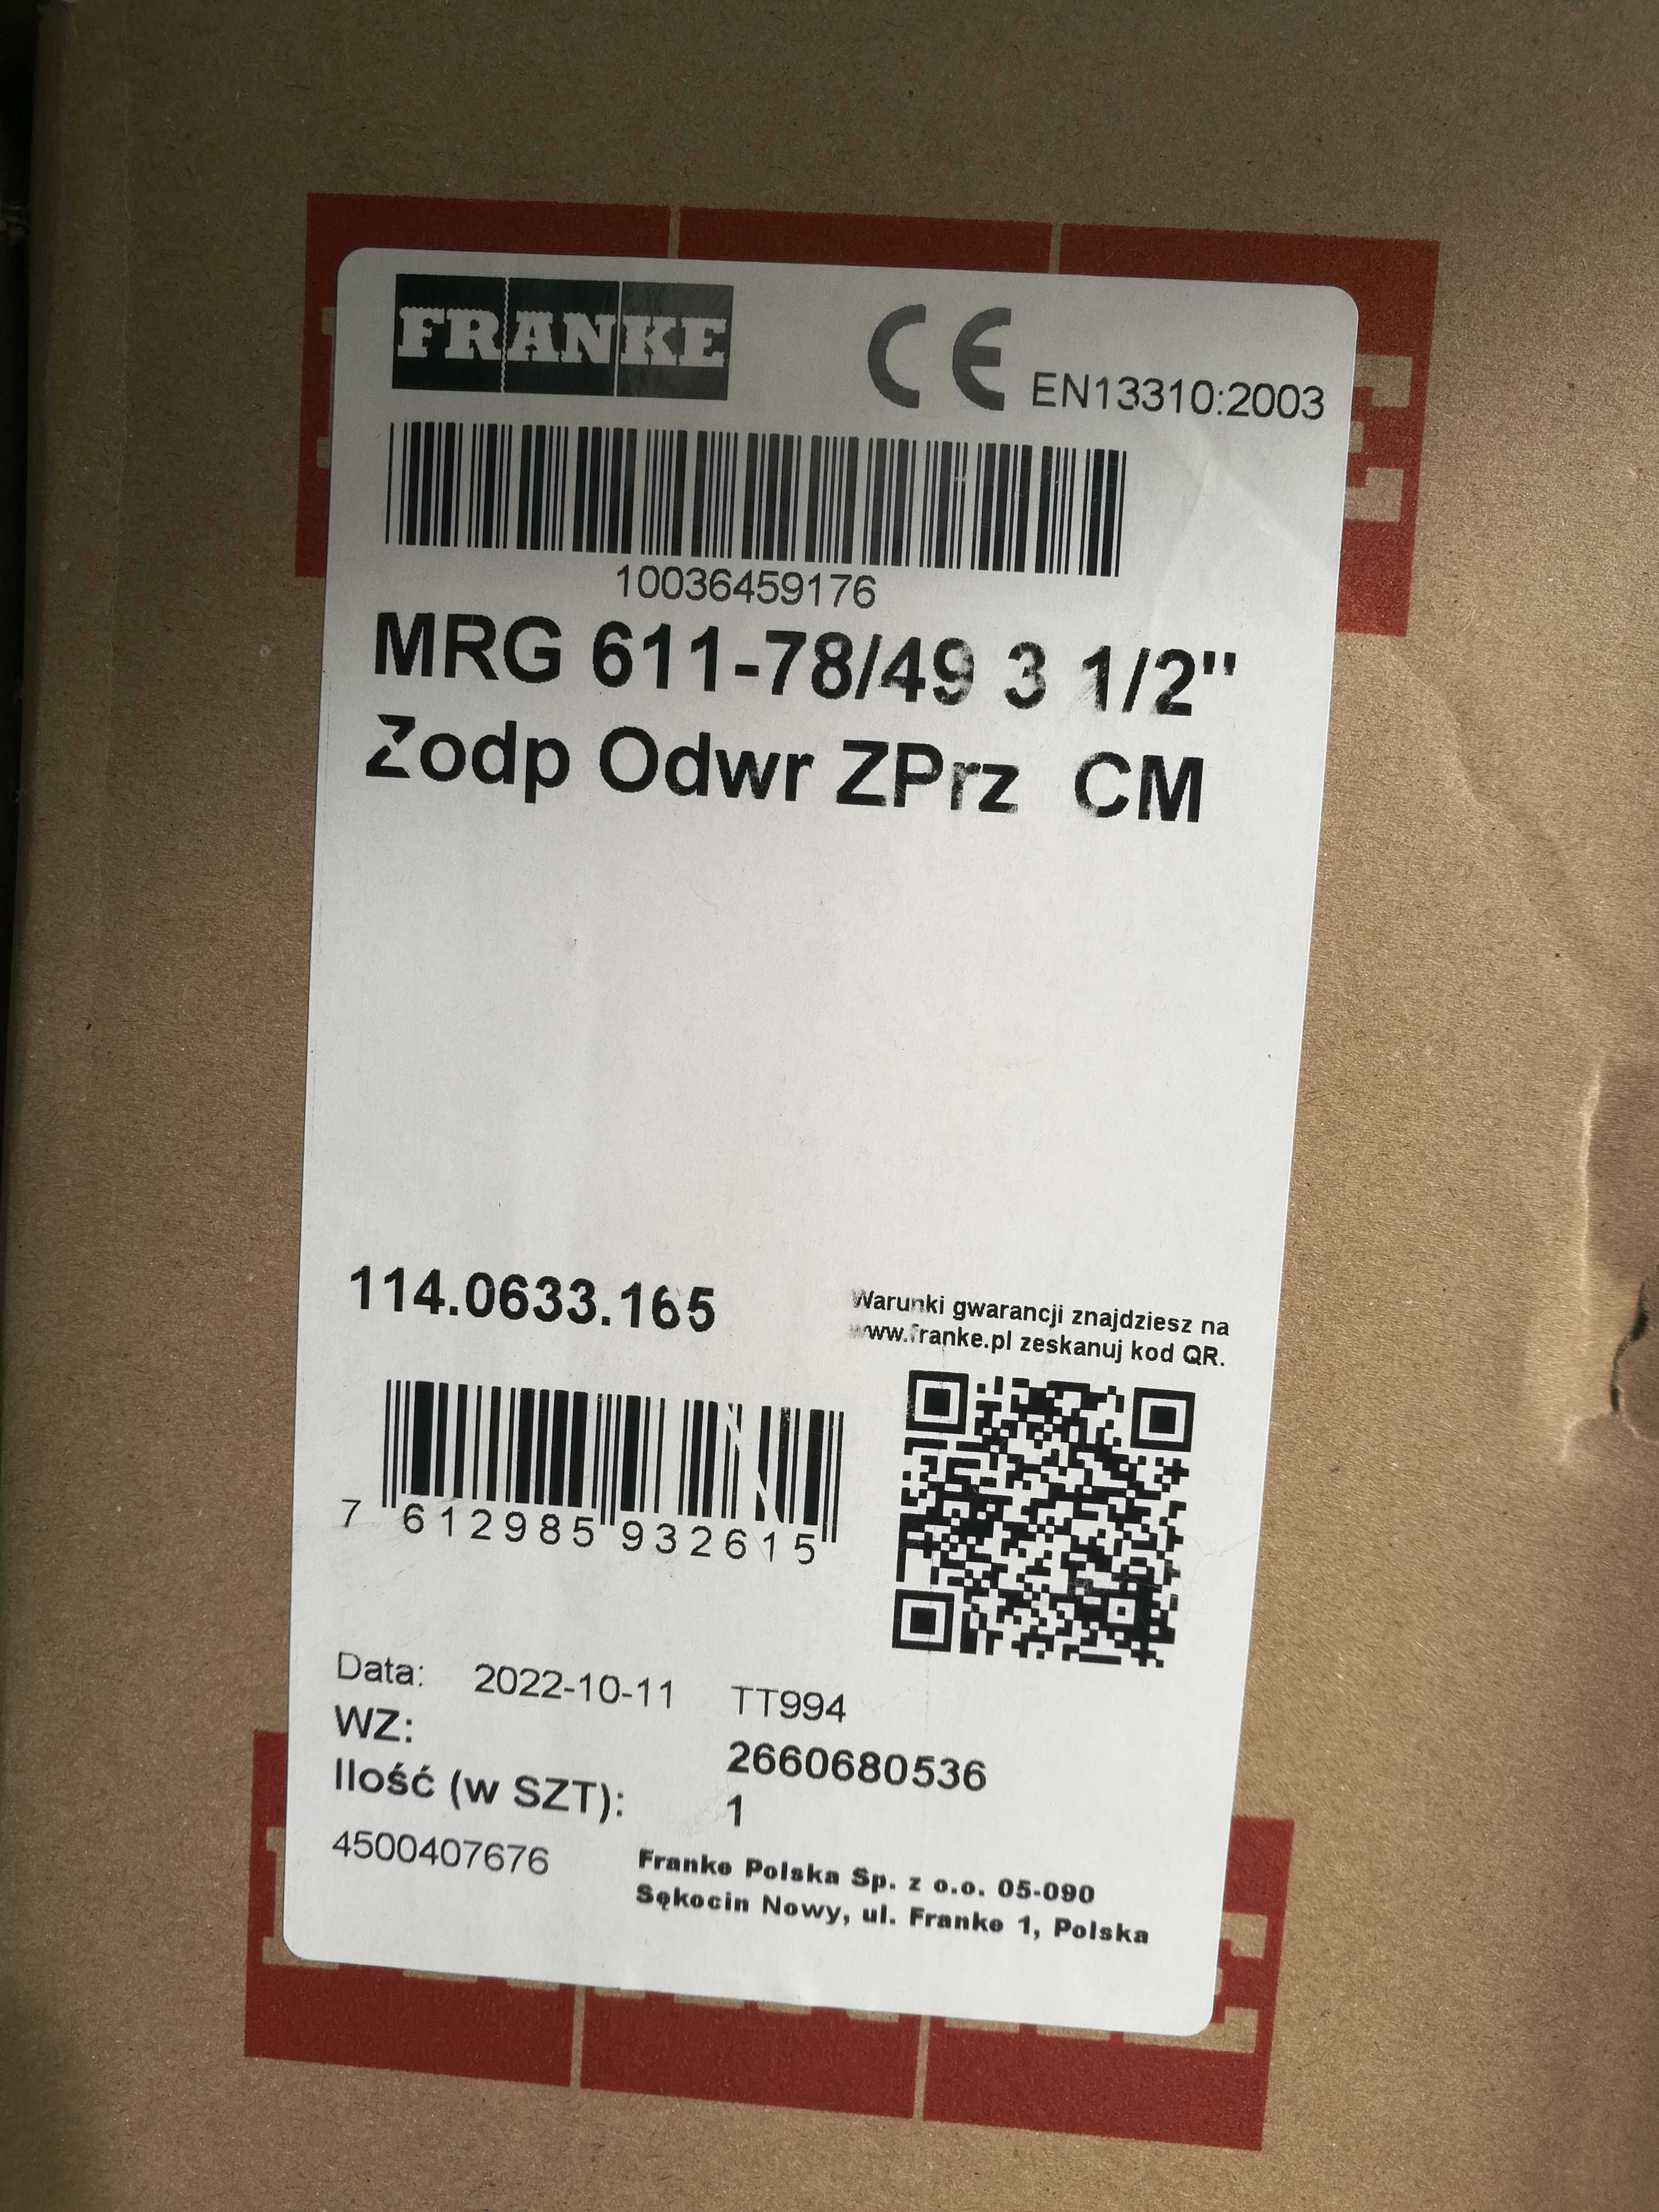 FRANKE
CE EN13310:2003
10036459176
MRG 611-78/49 3 1/2"
Zodp Odwr ZPrz CM
114.0633.165
Warunki gwarancji znajdziesz na
www.franke.pl zeskanuj kod QR.
7 612985 932615
Data: 2022-10-11 TT994
WZ: 2660680536
Ilość (w SZT): 1
4500407676
Franke Polska Sp. z o.o. 05-090
Sękocin Nowy, ul. Franke 1, Polska